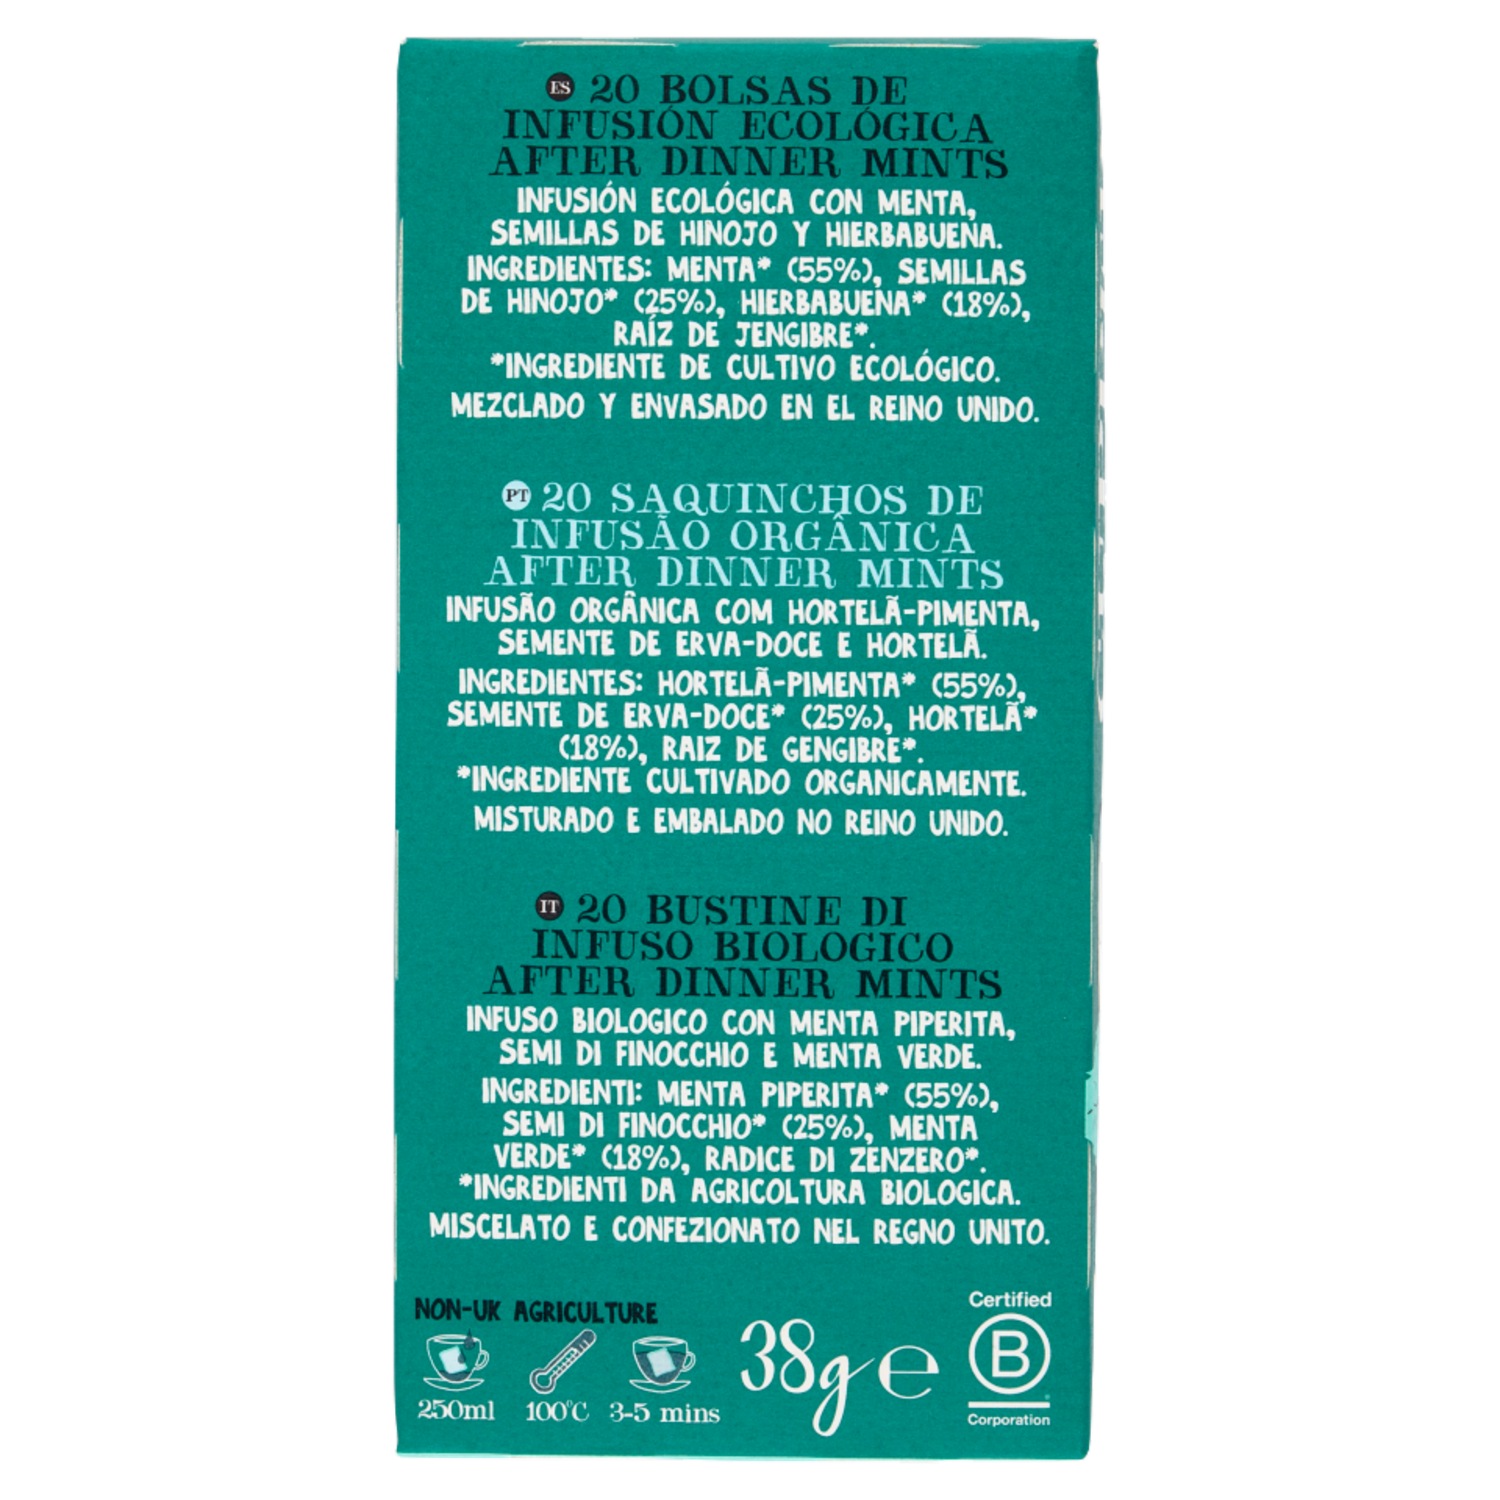 ES 20 BOLSAS DE
INFUSIÓN ECOLÓGICA
AFTER DINNER MINTS
INFUSIÓN ECOLÓGICA CON MENTA,
SEMILLAS DE HINOJO Y HIERBABUENA.
INGREDIENTES: MENTA* (55%), SEMILLAS
DE HINOJO* (25%), HIERBABUENA* (18%),
RAÍZ DE JENGIBRE*.
*INGREDIENTE DE CULTIVO ECOLÓGICO.
MEZCLADO Y ENVASADO EN EL REINO UNIDO.
PT 20 SAQUINCHOS DE
INFUSÃO ORGÂNICA
AFTER DINNER MINTS
INFUSÃO ORGÂNICA COM HORTELÃ-PIMENTA,
SEMENTE DE ERVA-DOCE E HORTELÃ.
INGREDIENTES: HORTELÃ-PIMENTA* (55%),
SEMENTE DE ERVA-DOCE* (25%), HORTELÃ*
(18%), RAIZ DE GENGIBRE*.
*INGREDIENTE CULTIVADO ORGANICAMENTE.
MISTURADO E EMBALADO NO REINO UNIDO.
IT 20 BUSTINE DI
INFUSO BIOLOGICO
AFTER DINNER MINTS
INFUSO BIOLOGICO CON MENTA PIPERITA,
SEMI DI FINOCCHIO E MENTA VERDE.
INGREDIENTI: MENTA PIPERITA* (55%),
SEMI DI FINOCCHIO* (25%), MENTA
VERDE* (18%), RADICE DI ZENZERO*.
*INGREDIENTI DA AGRICOLTURA BIOLOGICA.
MISCELATO E CONFEZIONATO NEL REGNO UNITO.
NON-UK AGRICULTURE
250ml 100°C 3-5 mins
38g e
Certified
B
Corporation